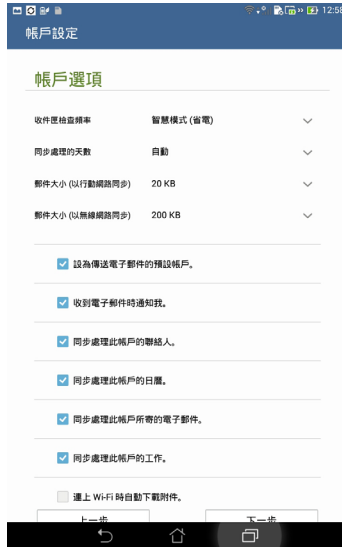 12:58
帳戶設定
帳戶選項
收件匣檢查頻率 智慧模式 (省電)
同步處理的天數 自動
郵件大小 (以行動網路同步) 20 KB
郵件大小 (以無線網路同步) 200 KB
設為傳送電子郵件的預設帳戶。
收到電子郵件時通知我。
同步處理此帳戶的聯絡人。
同步處理此帳戶的日曆。
同步處理此帳戶所寄的電子郵件。
同步處理此帳戶的工作。
連上 Wi-Fi 時自動下載附件。
上一步 下一步